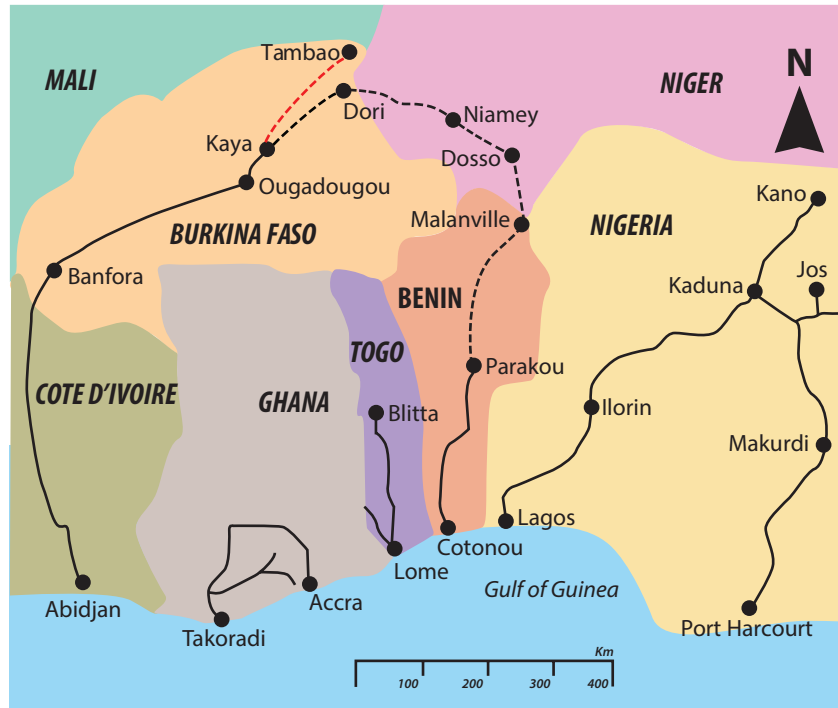 Tambao
MALI
N
NIGER
Dori
Niamey
Kaya
Dosso
Ougadougou
Kano
Malanville
NIGERIA
BURKINA FASO
Jos
Banfora
Kaduna
BENIN
TOGO
Parakou
COTE D’IVOIRE
GHANA
Blitta
Ilorin
Makurdi
Lagos
Cotonou
Lome
Gulf of Guinea
Abidjan
Accra
Takoradi
Port Harcourt
Km
100 200 300 400